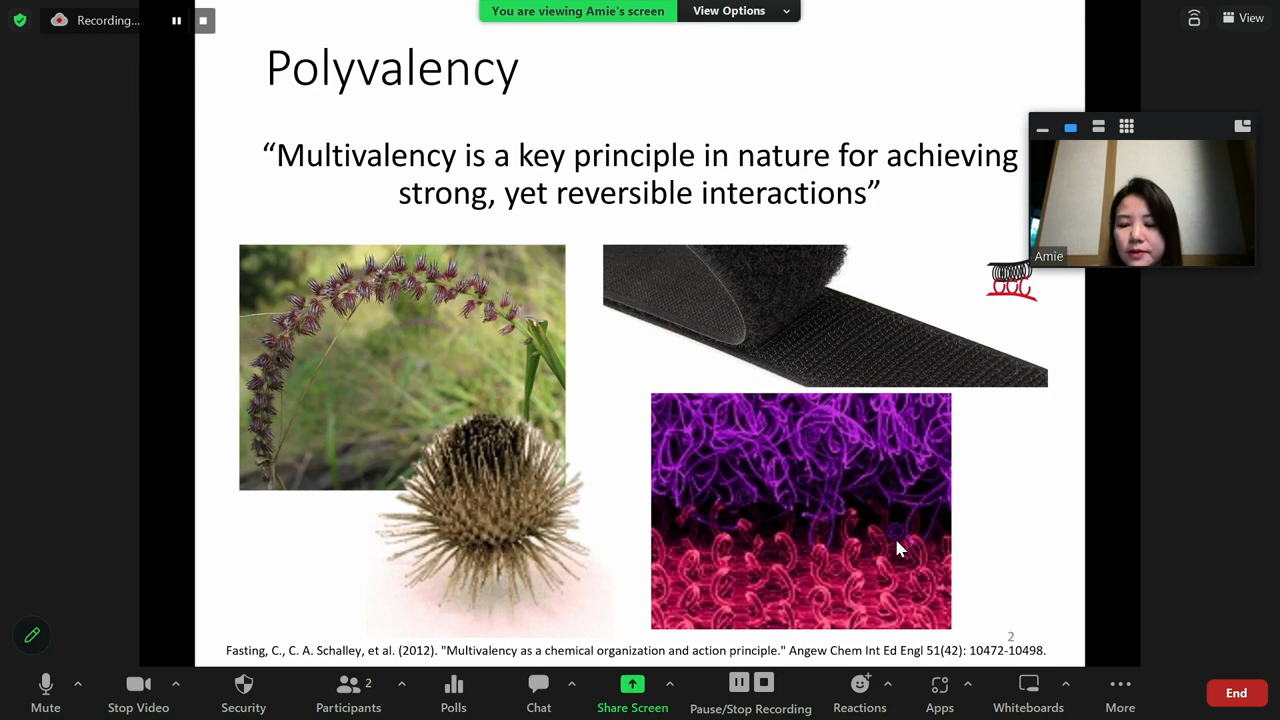 Recording...
You are viewing Amie's screen
View Options
View
Polyvalency
“Multivalency is a key principle in nature for achieving
strong, yet reversible interactions”
Amie
2
Fasting, C., C. A. Schalley, et al. (2012). "Multivalency as a chemical organization and action principle." Angew Chem Int Ed Engl 51(42): 10472-10498.
Mute
Stop Video
Security
Participants
2
Polls
Chat
Share Screen
Pause/Stop Recording
Reactions
Apps
Whiteboards
More
End